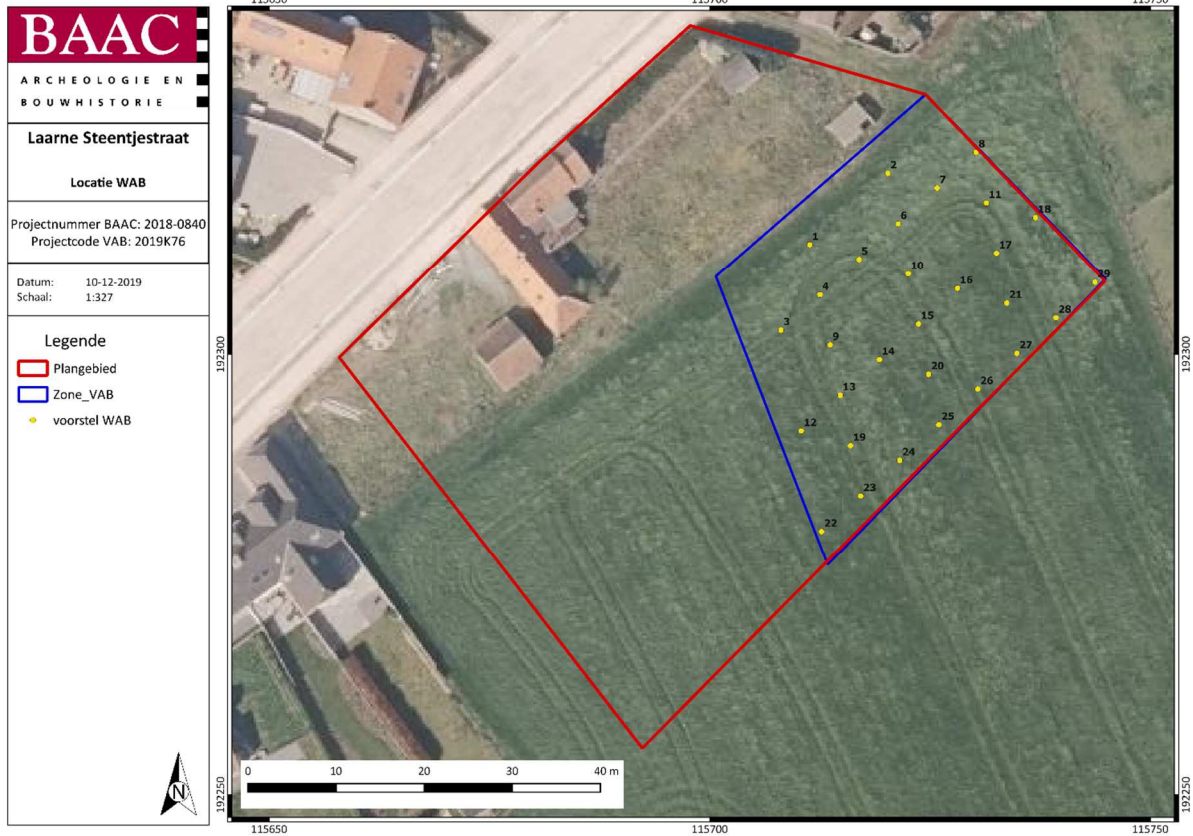 BAAC
ARCHEOLOGIE EN
BOUWHISTORIE
Laarne Steentjestraat
Locatie WAB
Projectnummer BAAC: 2018-0840
Projectcode VAB: 2019K76
Datum: 10-12-2019
Schaal: 1:327
Legende
Plangebied
Zone_VAB
voorstel WAB
N
115650 115700 115750
192300 192300
192250 192250
8
2
7
11
18
6
1
5
17
10
29
4
16
21
28
3
15
9
27
14
20
26
13
25
12
19
24
23
22
0 10 20 30 40 m
115650 115700 115750